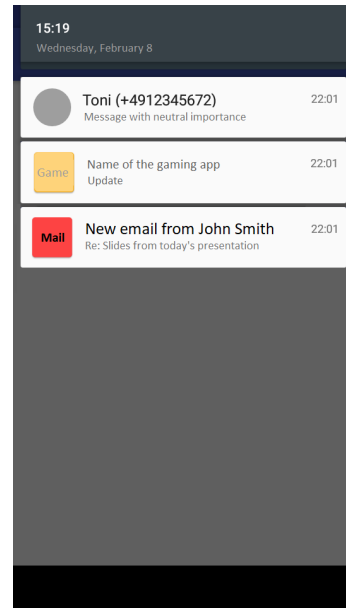 15:19
Wednesday, February 8
Toni (+4912345672) 22:01
Message with neutral importance
Game
Name of the gaming app 22:01
Update
Mail
New email from John Smith 22:01
Re: Slides from today's presentation